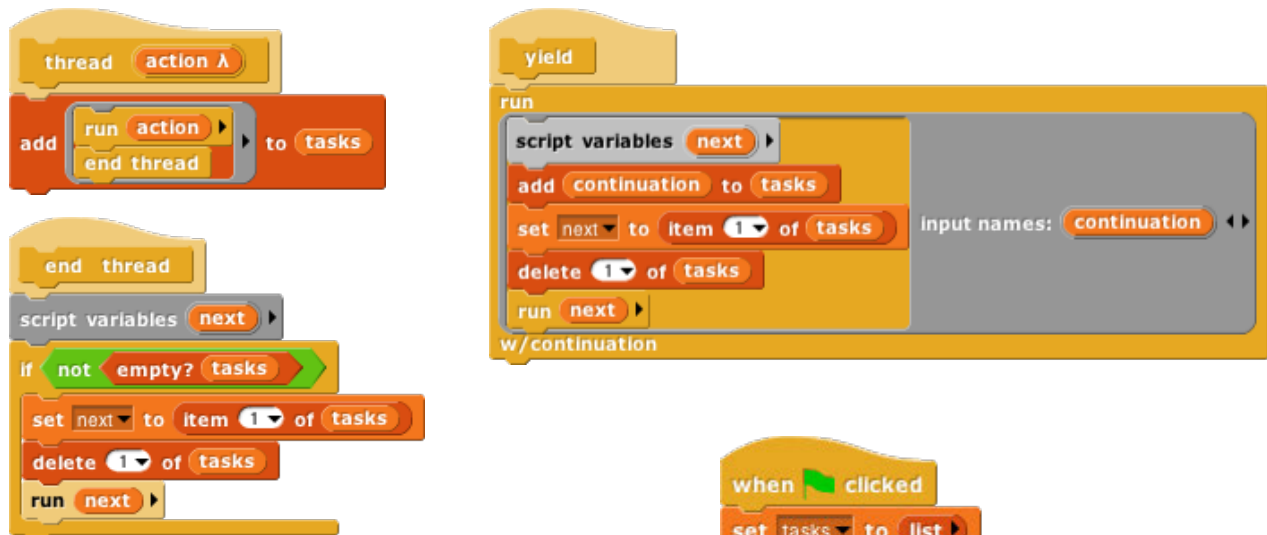 thread action λ
add run action
end thread
to tasks
end thread
script variables next
if not empty? tasks
set next to item 1 of tasks
delete 1 of tasks
run next
yield
run
script variables next
add continuation to tasks
set next to item 1 of tasks
delete 1 of tasks
run next
input names: continuation
w/continuation
when clicked
set tasks to list